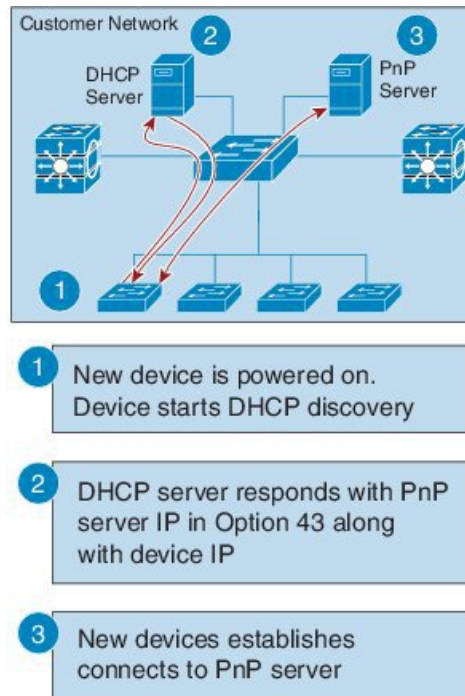 Customer Network
2
3
DHCP
Server
PnP
Server
1
1
New device is powered on.
Device starts DHCP discovery
2
DHCP server responds with PnP
server IP in Option 43 along
with device IP
3
New devices establishes
connects to PnP server